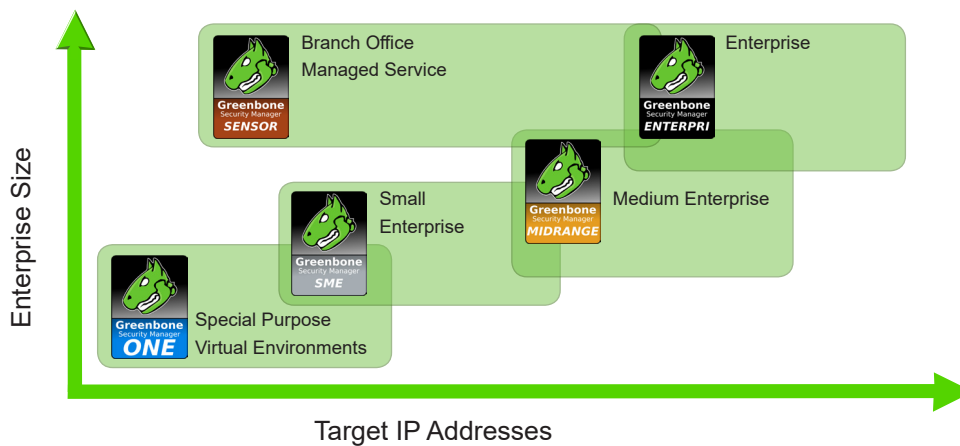 Enterprise Size
Branch Office
Managed Service
Greenbone
Security Manager
SENSOR
Enterprise
Greenbone
Security Manager
ENTERPRI
Small
Enterprise
Greenbone
Security Manager
SME
Medium Enterprise
Greenbone
Security Manager
MIDRANGE
Special Purpose
Virtual Environments
Greenbone
Security Manager
ONE
Target IP Addresses